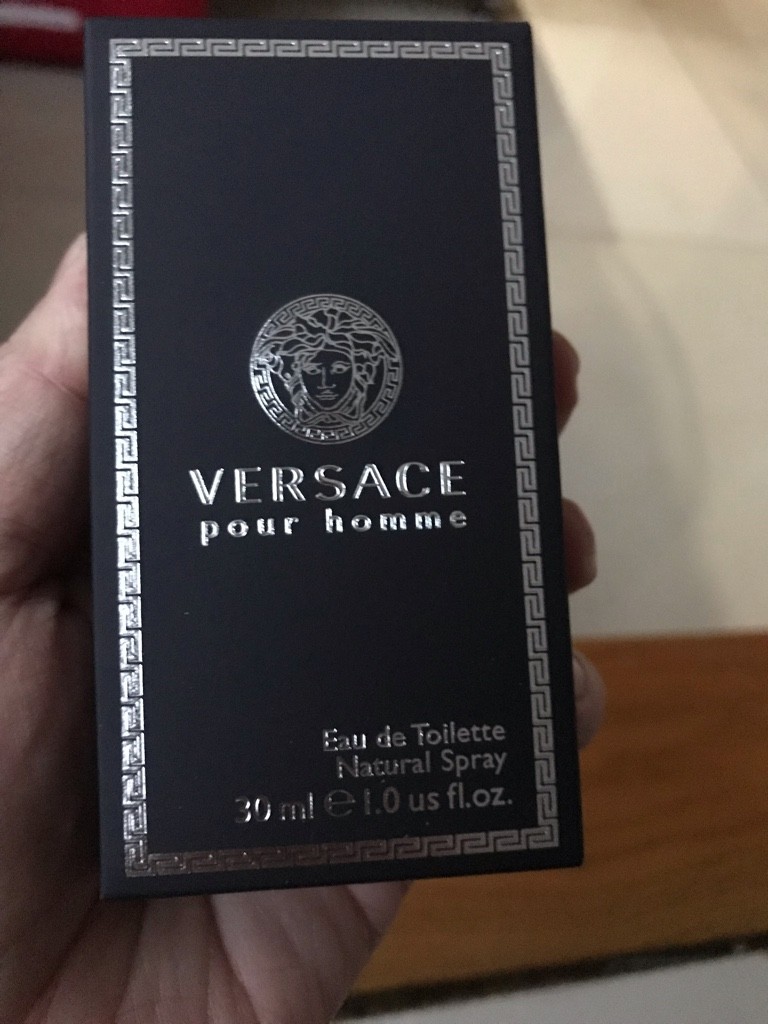 VERSACE
pour homme
Eau de Toilette
Natural Spray
30 ml ℮ 1.0 us fl.oz.